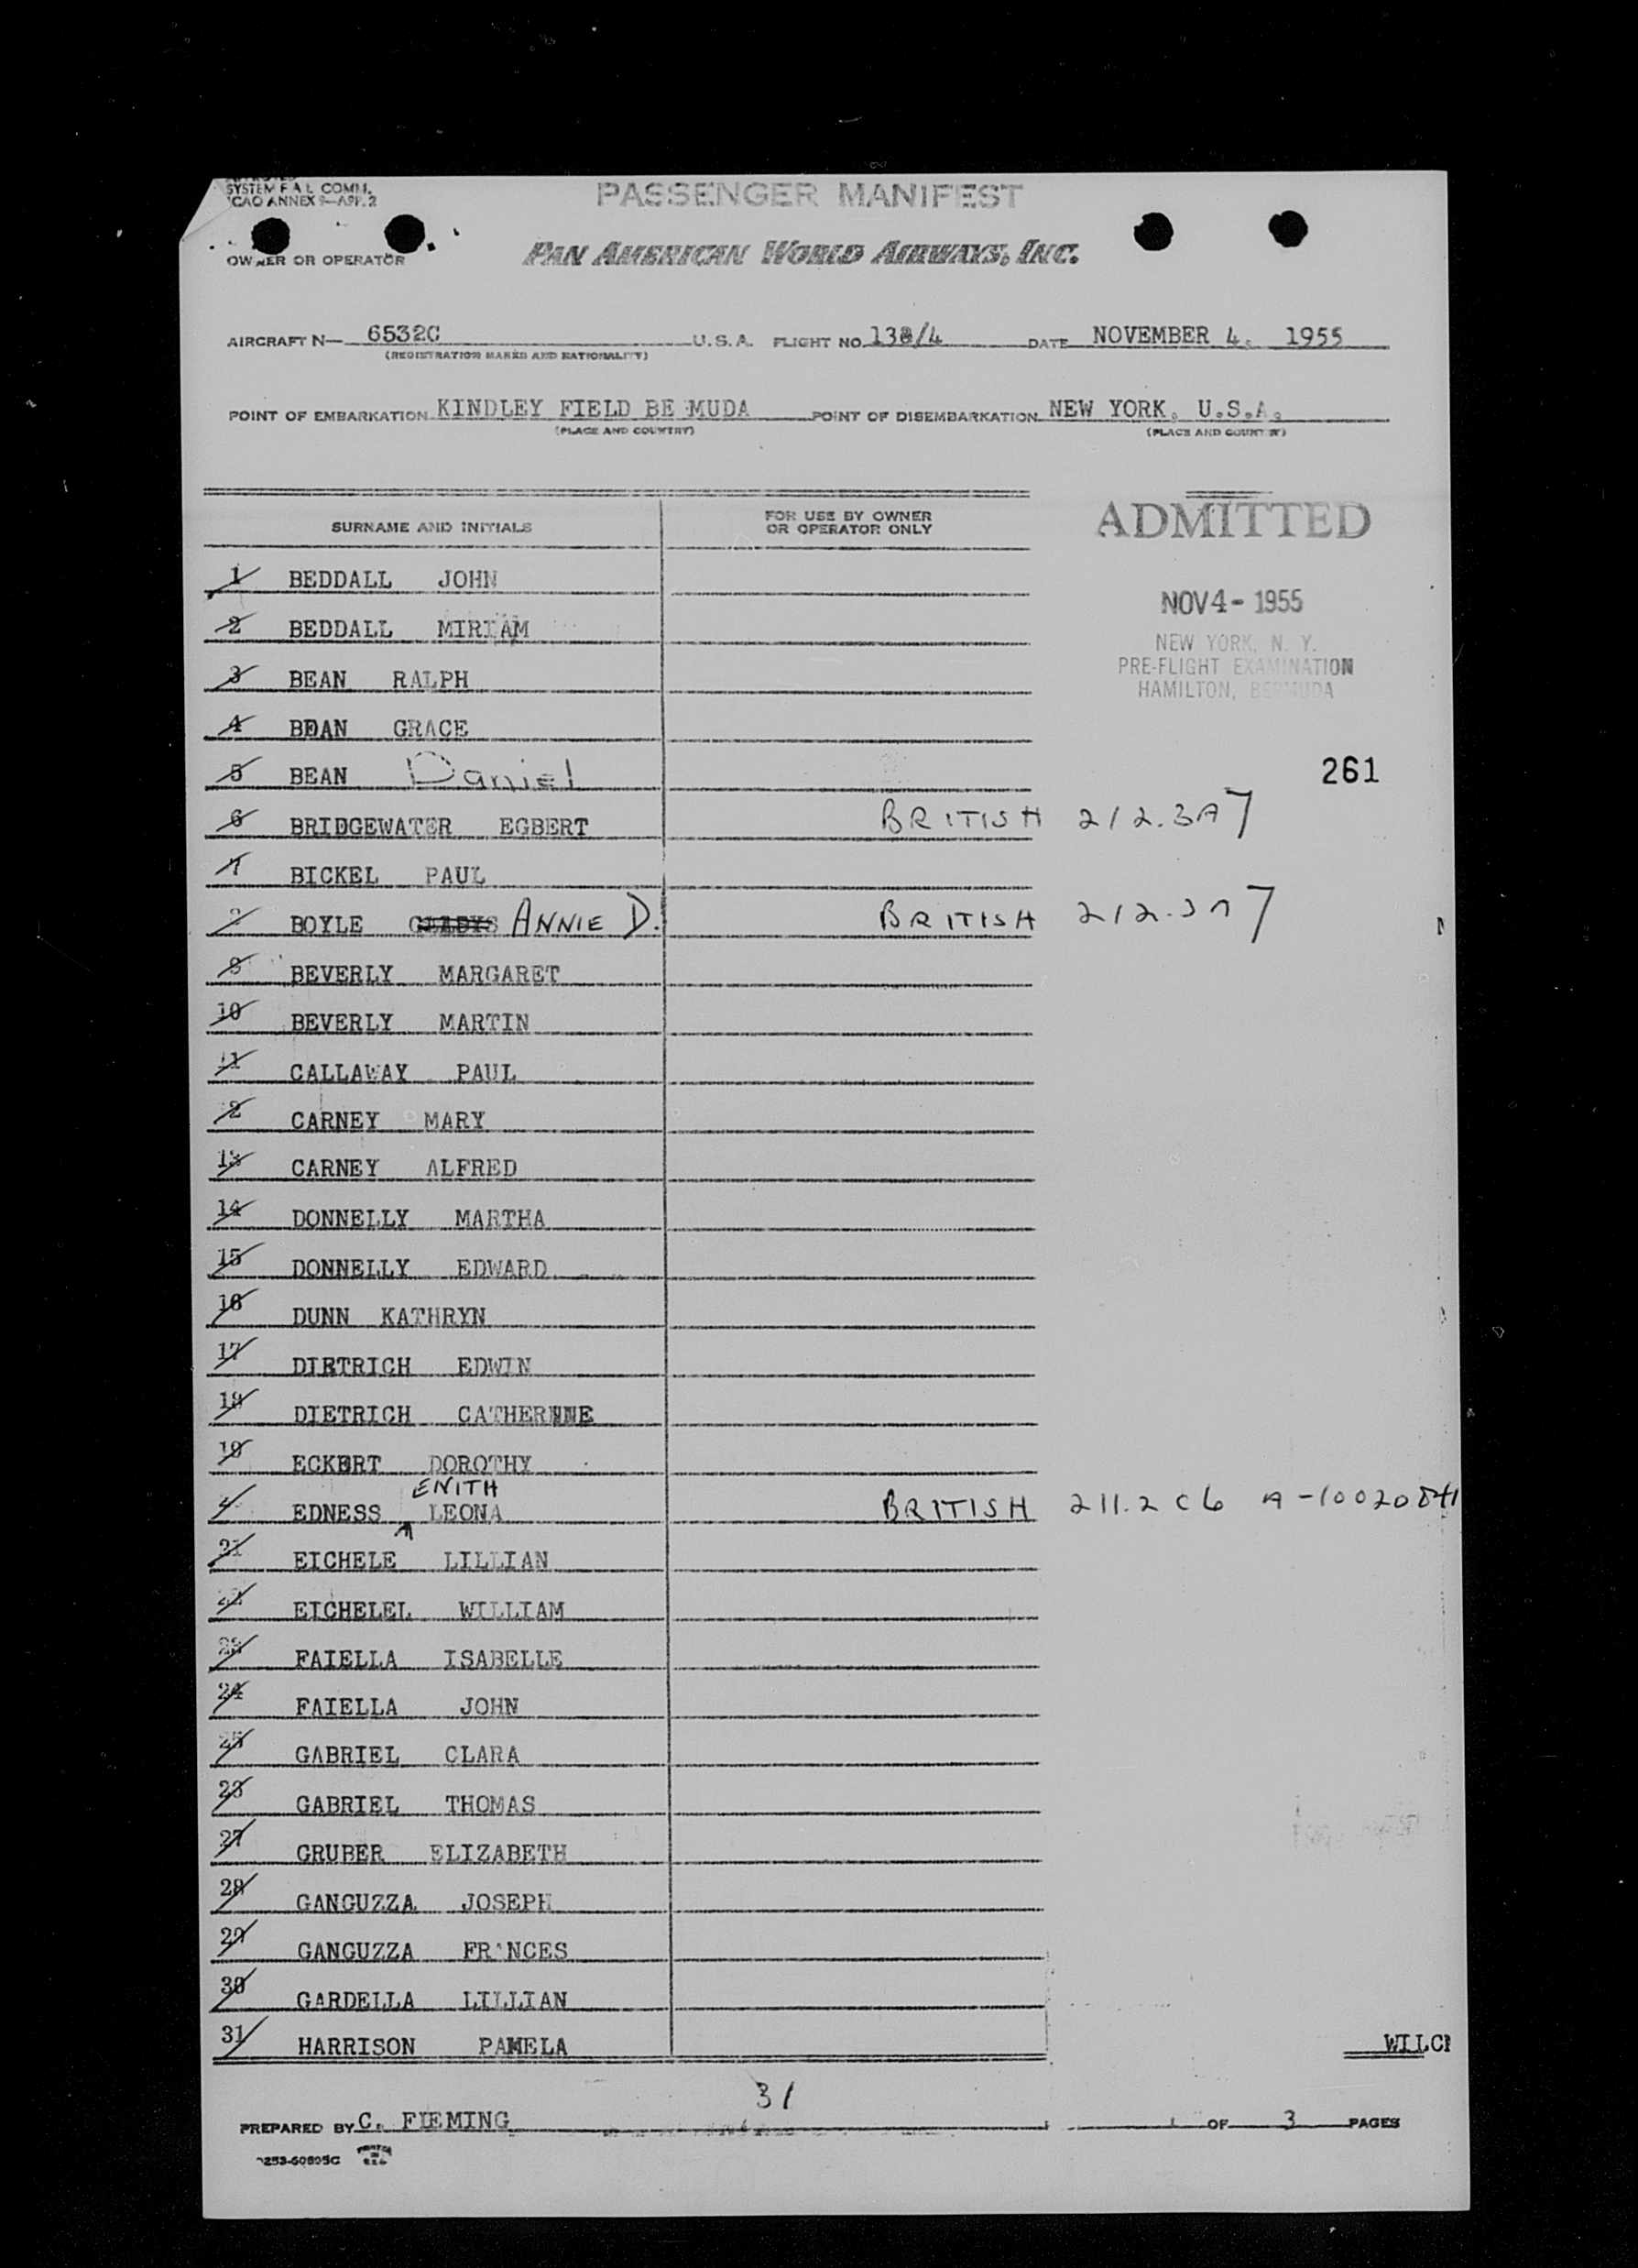 SYSTEM F A L COMM.
ICAO ANNEX 9—APP. 2
PASSENGER MANIFEST
OWNER OR OPERATOR
PAN AMERICAN WORLD AIRWAYS, INC.
AIRCRAFT N— 6532C U.S.A. FLIGHT NO. 138/4 DATE NOVEMBER 4. 1955
(REGISTRATION MARKS AND NATIONALITY)
POINT OF EMBARKATION KINDLEY FIELD BE MUDA POINT OF DISEMBARKATION NEW YORK. U.S.A.
(PLACE AND COUNTRY) (PLACE AND COUNTRY)
SURNAME AND INITIALS FOR USE BY OWNER OR OPERATOR ONLY
ADMITTED
NOV 4 - 1955
NEW YORK, N. Y.
PRE-FLIGHT EXAMINATION
HAMILTON, BERMUDA
261
1 BEDDALL JOHN
2 BEDDALL MIRIAM
3 BEAN RALPH
4 BEAN GRACE
5 BEAN Daniel
6 BRIDGEWATER EGBERT BRITISH 212.3A7
7 BICKEL PAUL
BOYLE GLADYS ANNIE D. BRITISH 212.3A7
9 BEVERLY MARGARET
10 BEVERLY MARTIN
11 CALLAWAY PAUL
2 CARNEY MARY
13 CARNEY ALFRED
14 DONNELLY MARTHA
15 DONNELLY EDWARD
16 DUNN KATHRYN
17 DIETRICH EDWIN
18 DIETRICH CATHERINE
19 ECKERT DOROTHY
ENITH
EDNESS LEONA BRITISH 211.2C6
21 EICHELE LILLIAN
22 EICHELEL WILLIAM
23 FAIELLA ISABELLE
24 FAIELLA JOHN
25 GABRIEL CLARA
26 GABRIEL THOMAS
27 GRUBER ELIZABETH
28 GANGUZZA JOSEPH
29 GANGUZZA FR NCES
30 GARDELLA LILLIAN
31 HARRISON PAMELA
WILCH
31
PREPARED BY C. FLEMING OF 3 PAGES